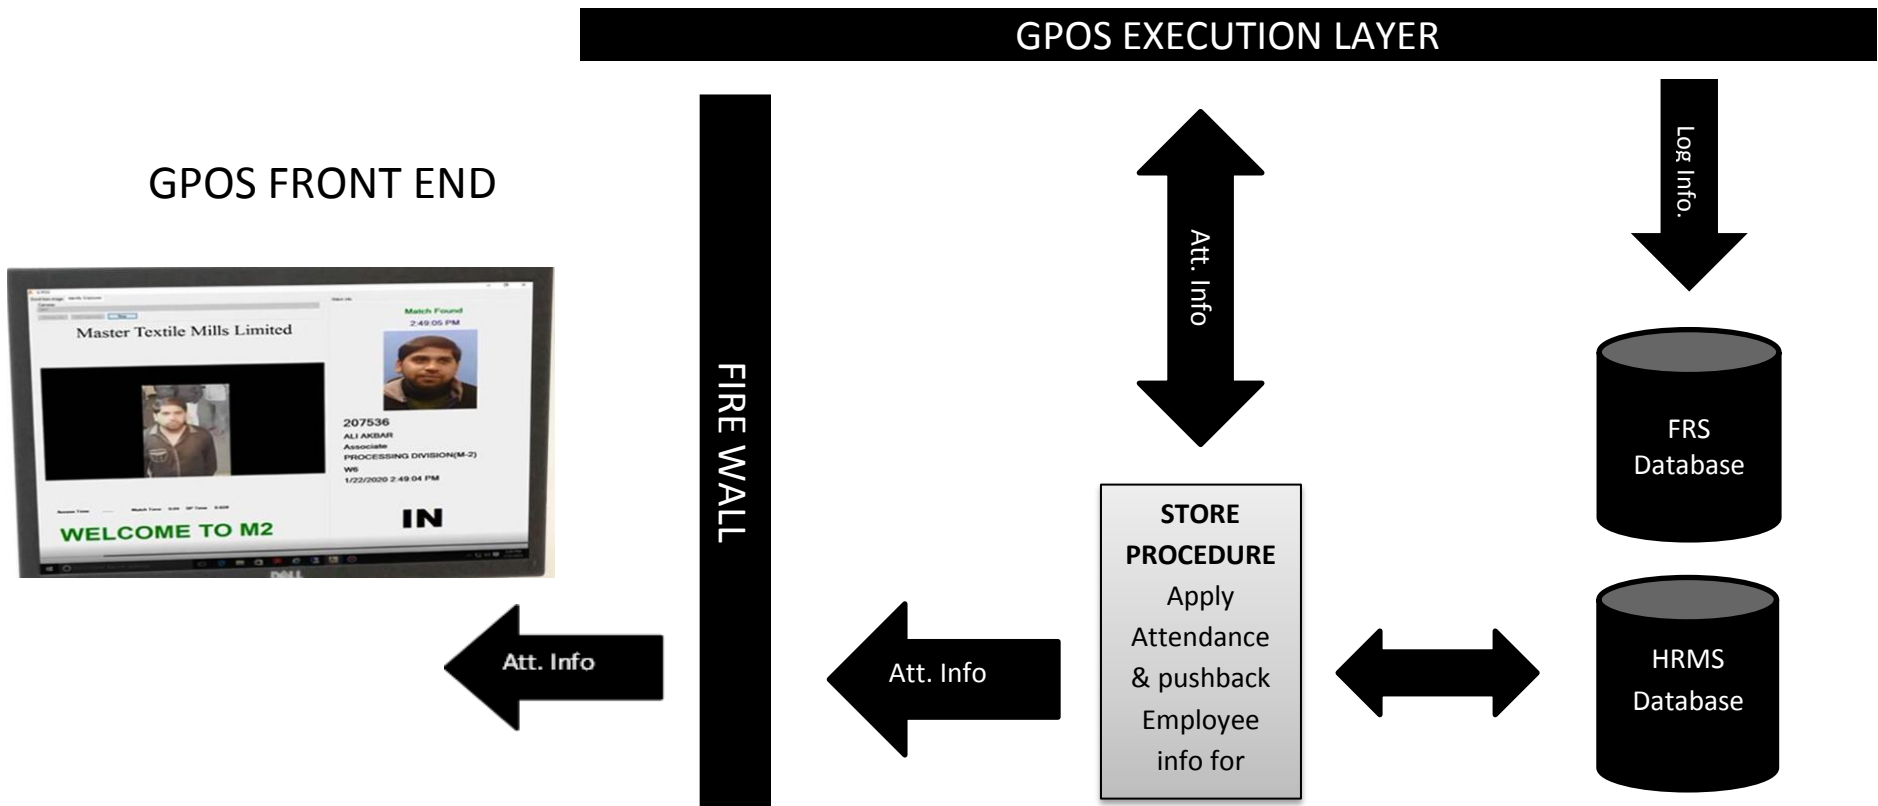 GPOS EXECUTION LAYER
GPOS FRONT END
Log Info.
Att. Info
FIRE WALL
Master Textile Mills Limited
Match Found
2:49:05 PM
207536
ALI AKBAR
Associate
PROCESSING DIVISION(M-2)
W6
1/22/2020 2:49:04 PM
IN
WELCOME TO M2
DELL
FRS
Database
STORE
PROCEDURE
Apply
Attendance
& pushback
Employee
info for
Att. Info
Att. Info
HRMS
Database